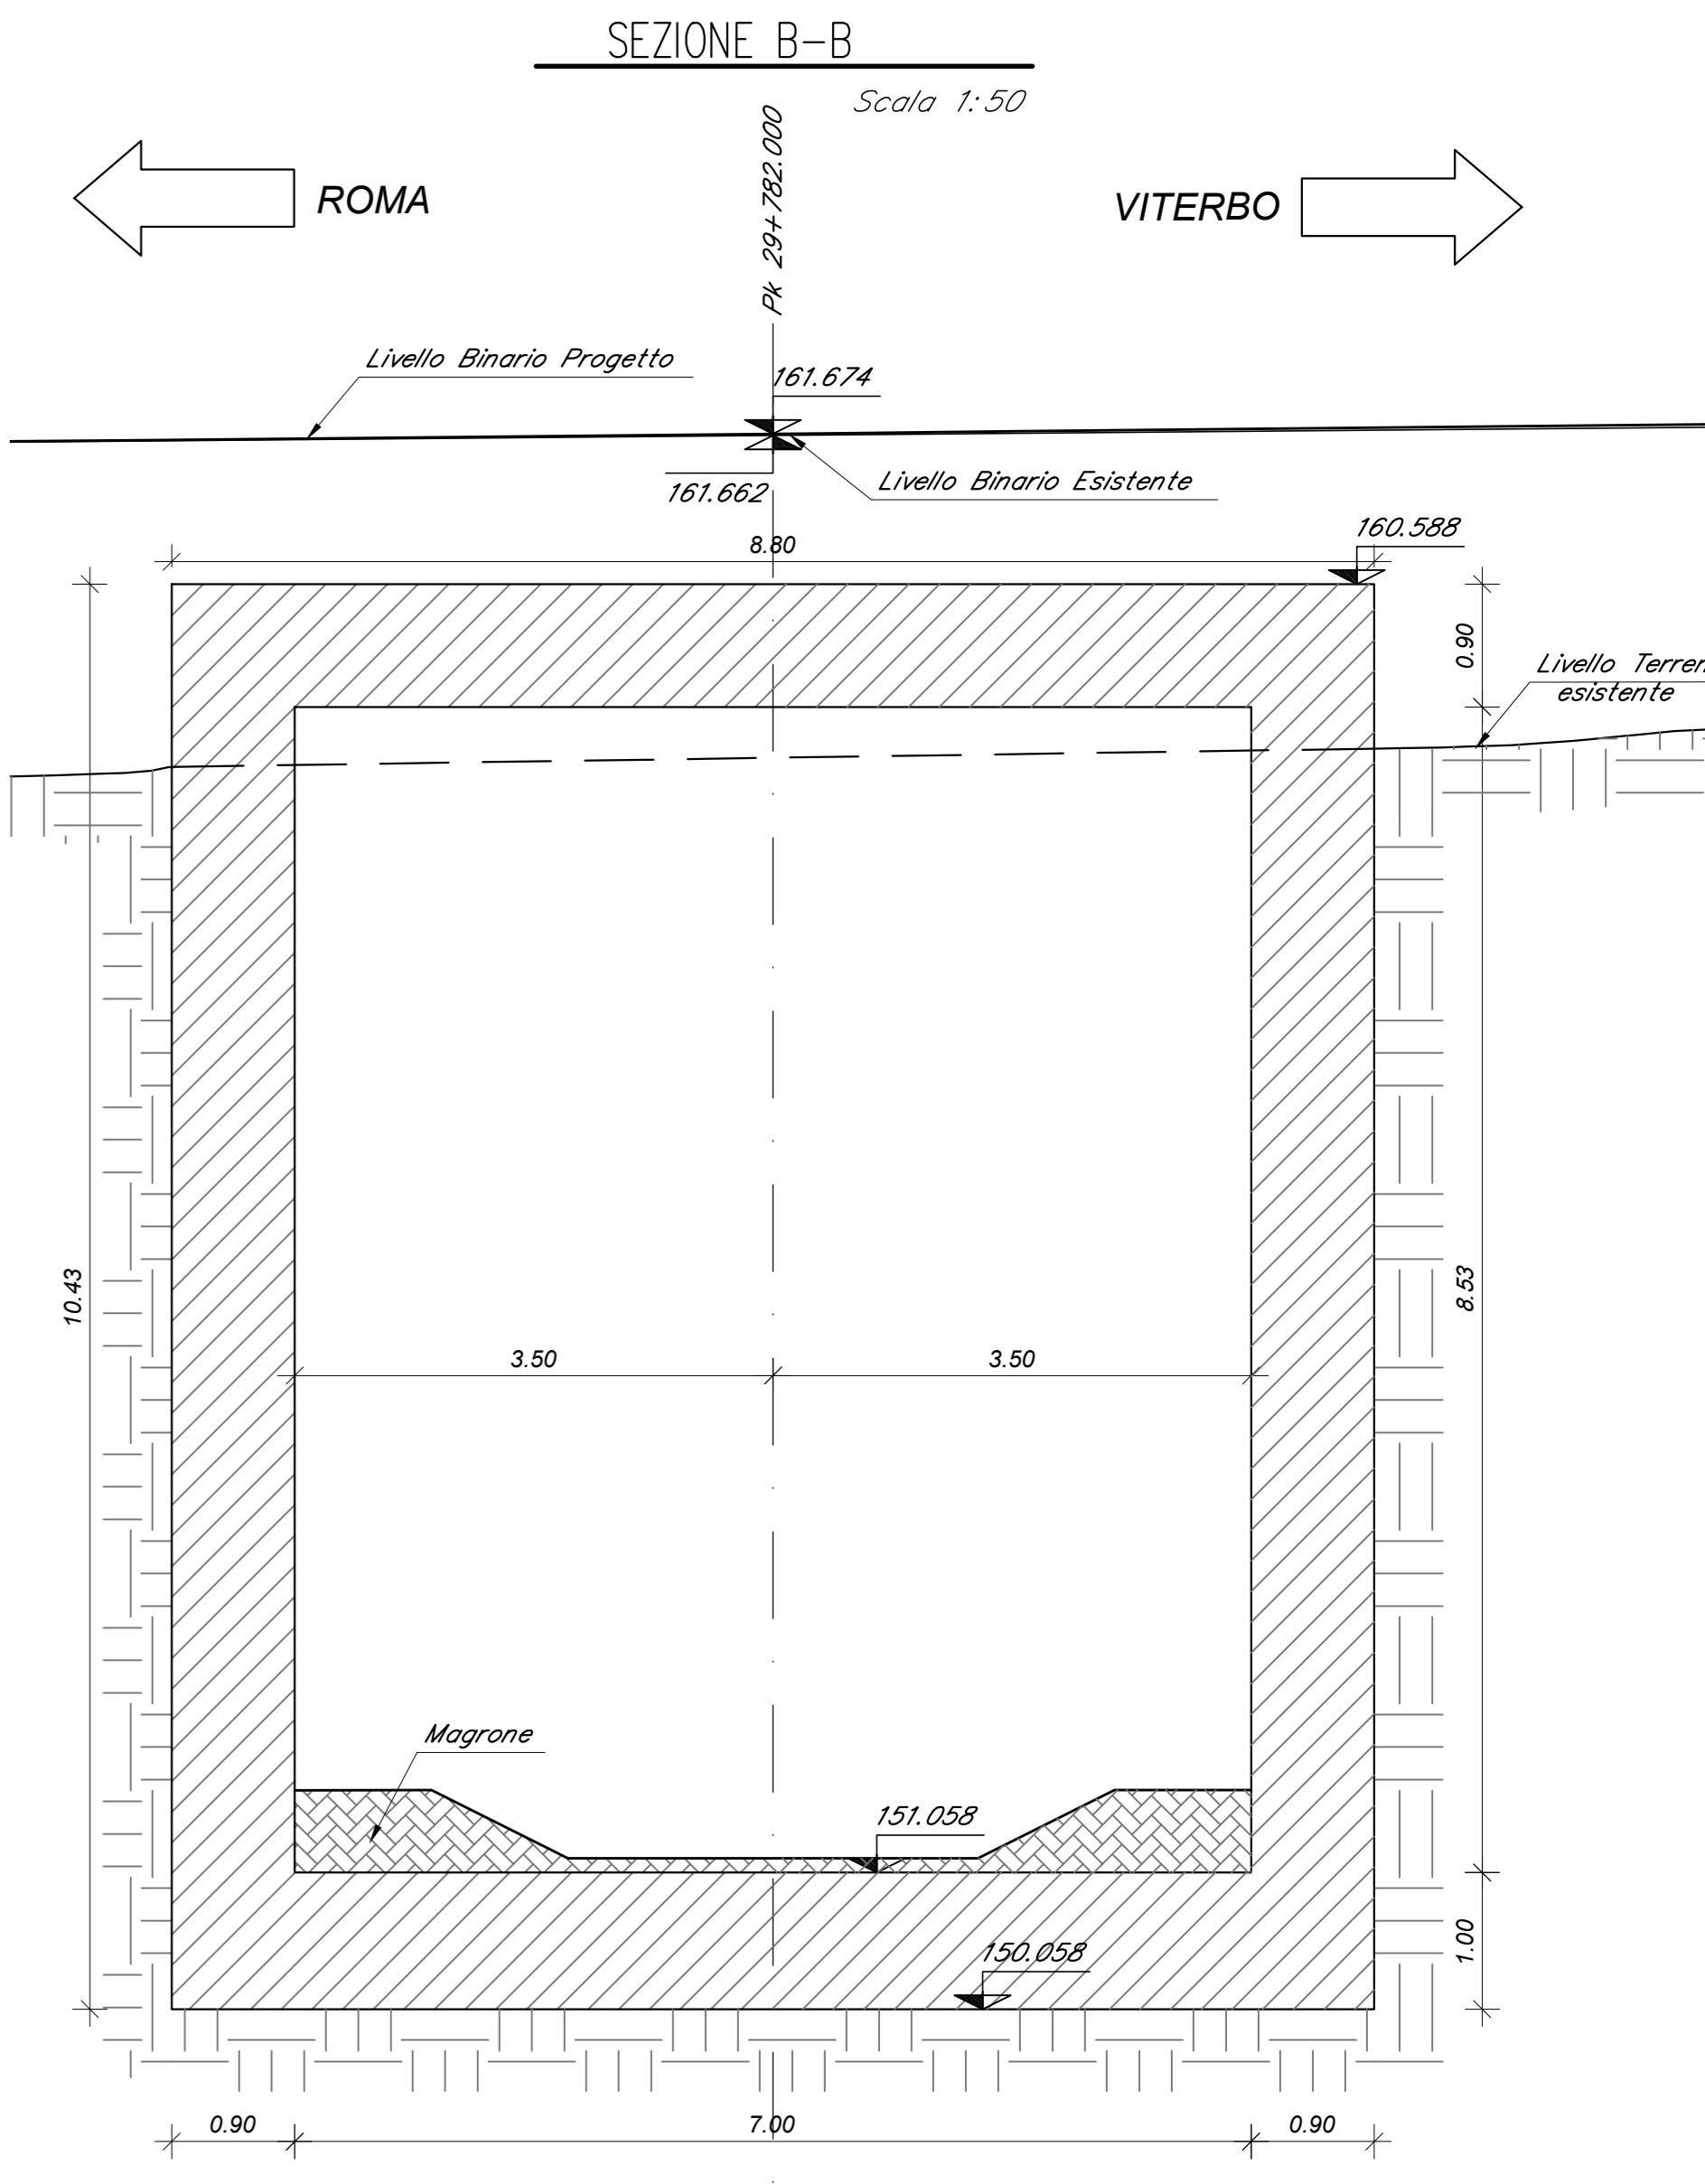 SEZIONE B-B
Scala 1:50
Pk 29+782.000
ROMA
VITERBO
Livello Binario Progetto
161.674
161.662
Livello Binario Esistente
160.588
8.80
0.90
Livello
esistente
10.43
8.53
3.50
3.50
Magrone
151.058
150.058
1.00
0.90
7.00
0.90